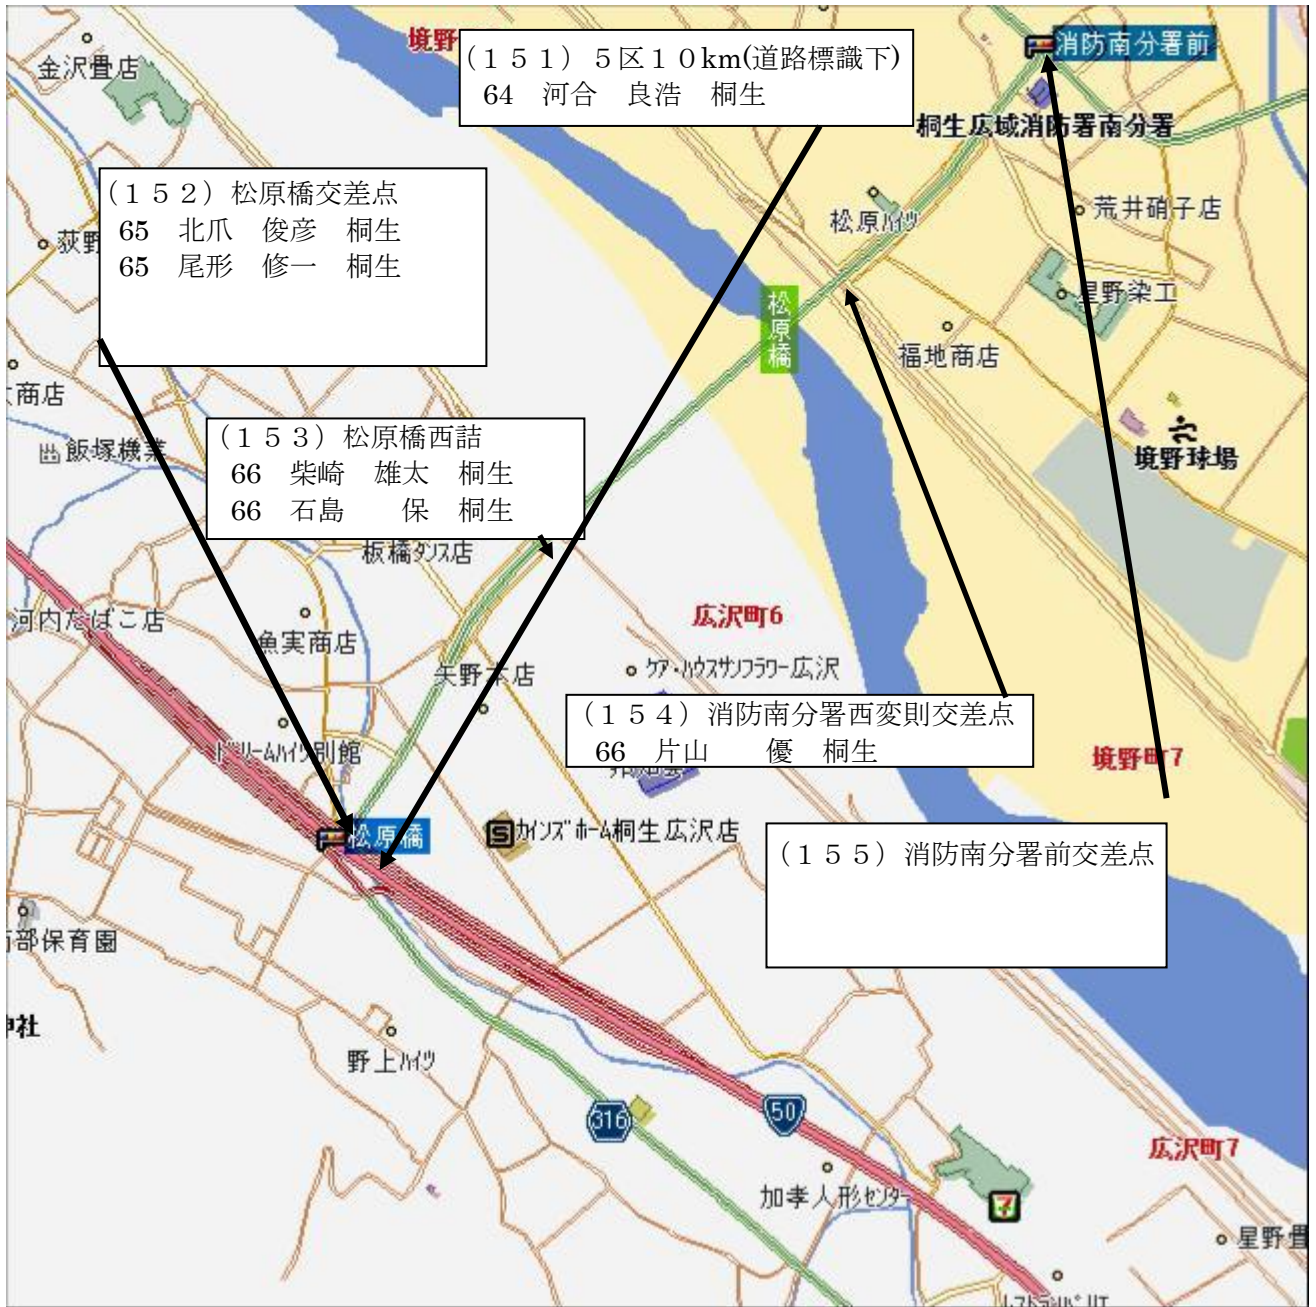 金沢畳店
境野
(151)5区10km(道路標識下)
64 河合 良浩 桐生
消防南分署前
桐生広域消防署南分署
(152)松原橋交差点
65 北爪 俊彦 桐生
65 尾形 修一 桐生
荻野
松原ハイツ
荒井硝子店
星野染工
松原橋
福地商店
商店
飯塚機業
(153)松原橋西詰
66 柴崎 雄太 桐生
66 石島 保 桐生
境野球場
板橋タンス店
河内たばこ店
魚実商店
広沢町6
矢野本店
ケア・ハウスサンフラワー広沢
(154)消防南分署西変則交差点
66 片山 優 桐生
ドリームハイツ別館
境野町7
松原橋
S
カインズホーム桐生広沢店
(155)消防南分署前交差点
部保育園
神社
野上ハイツ
316
50
広沢町7
加孝人形センター
7
星野畳